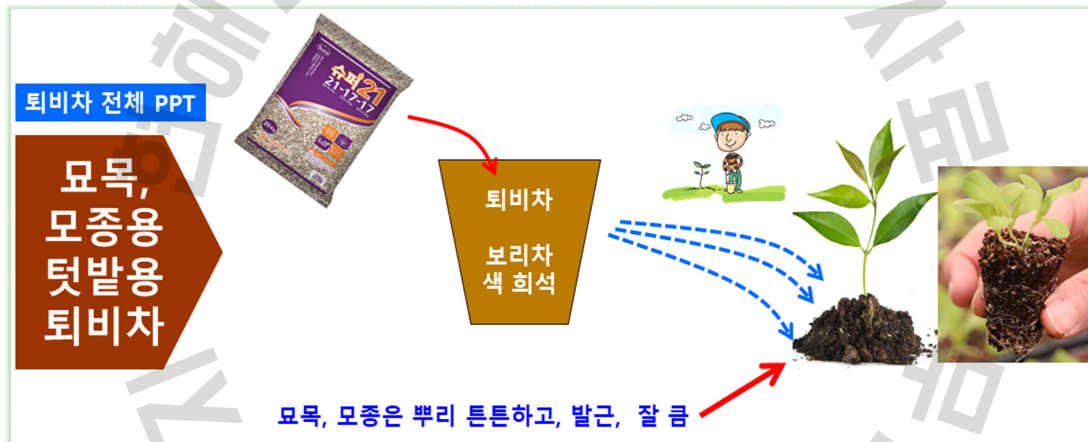 퇴비차 전체 PPT
묘목,
모종용
텃밭용
퇴비차
슈퍼21
21-17-17
퇴비차
보리차
색 희석
묘목, 모종은 뿌리 튼튼하고, 발근, 잘 큼